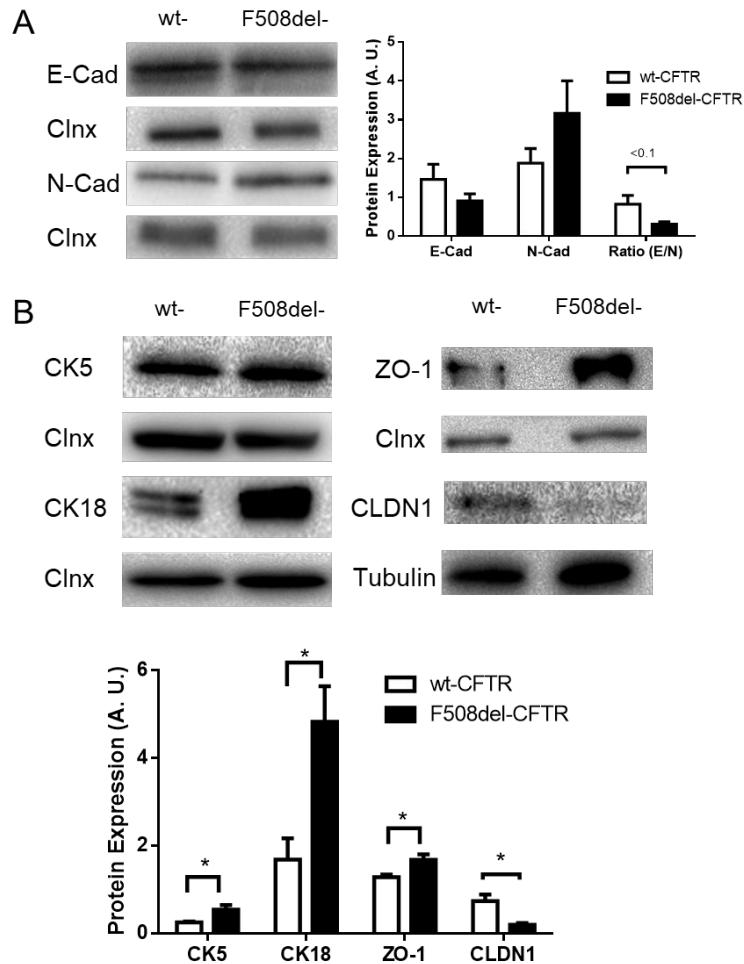 A
wt- F508del-
E-Cad
Clnx
N-Cad
Clnx
Protein Expression (A. U.)
5
4
3
2
1
0
wt-CFTR
F508del-CFTR
<0.1
E-Cad N-Cad Ratio (E/N)
B
wt- F508del-
CK5
Clnx
CK18
Clnx
wt- F508del-
ZO-1
Clnx
CLDN1
Tubulin
Protein Expression (A. U.)
6
4
2
0
wt-CFTR
F508del-CFTR
* * * *
CK5 CK18 ZO-1 CLDN1